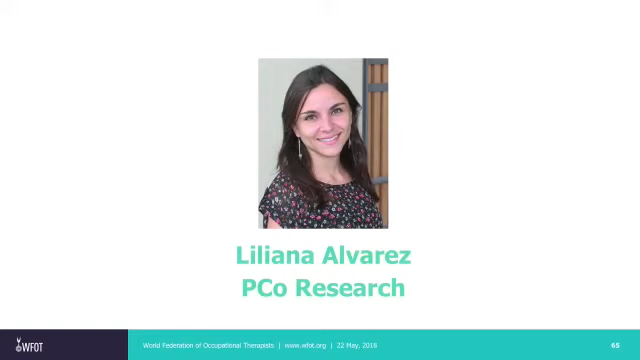 Liliana Alvarez
PCo Research
WFOT
World Federation of Occupational Therapists | www.wfot.org | 22 May, 2018
65